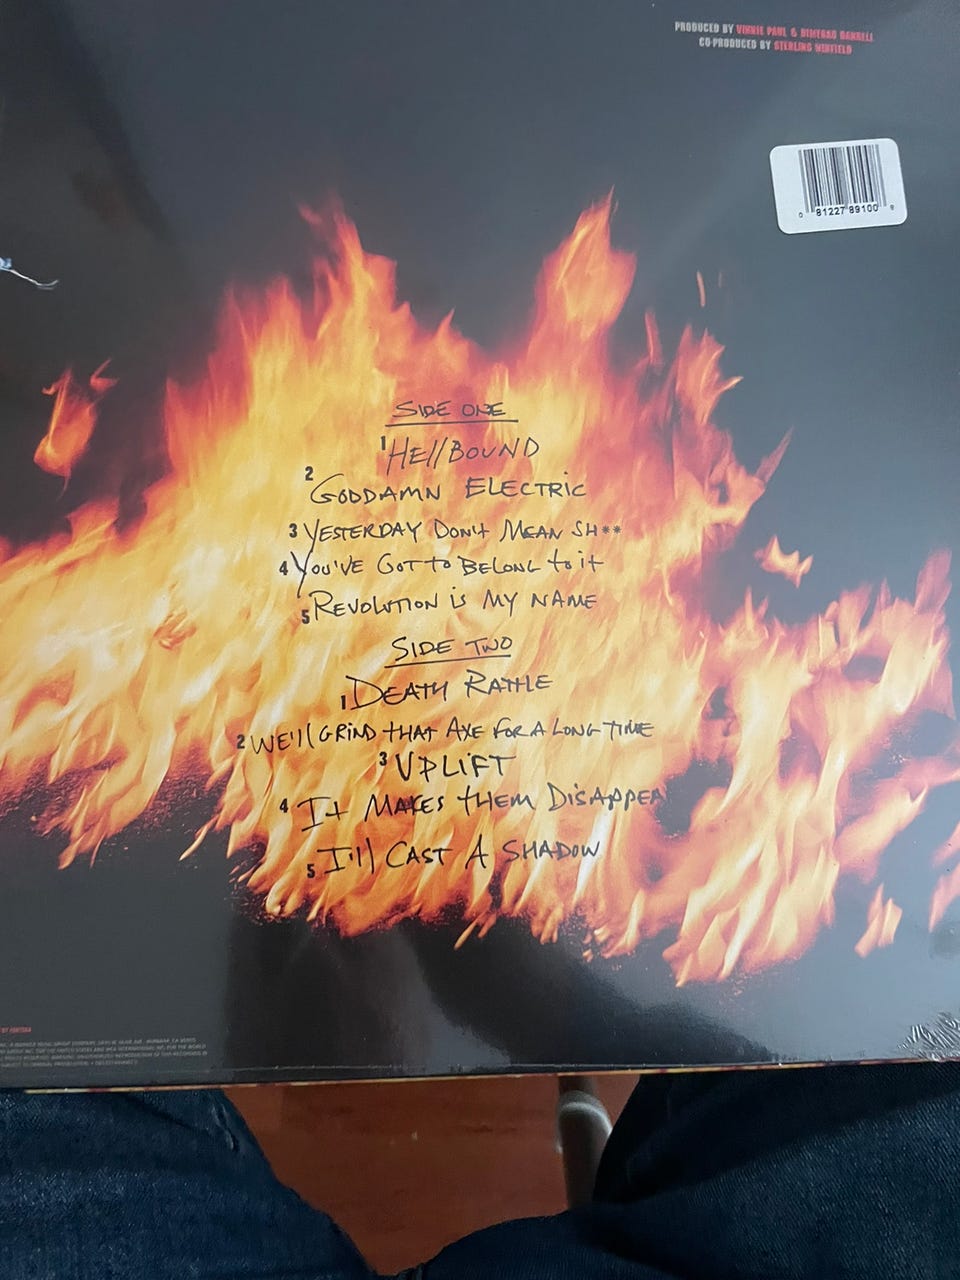 PRODUCED BY VINNIE PAUL & DIMEBAG DARRELL
CO-PRODUCED BY STERLING WINFIELD
0 81227 89100 9
SIDE ONE
1 HELLBOUND
2 GODDAMN ELECTRIC
3 YESTERDAY DON'T MEAN SH**
4 YOU'VE GOT TO BELONG to it
5 REVOLUTION iS MY NAME
SIDE TWO
1 DEATH RATTLE
2 WE'll GRiND tHAt AXE FOR A LONG TIME
3 UPLiFT
4 It MAKES tHEM DISAPPEA
5 I'll CAST A SHADOW